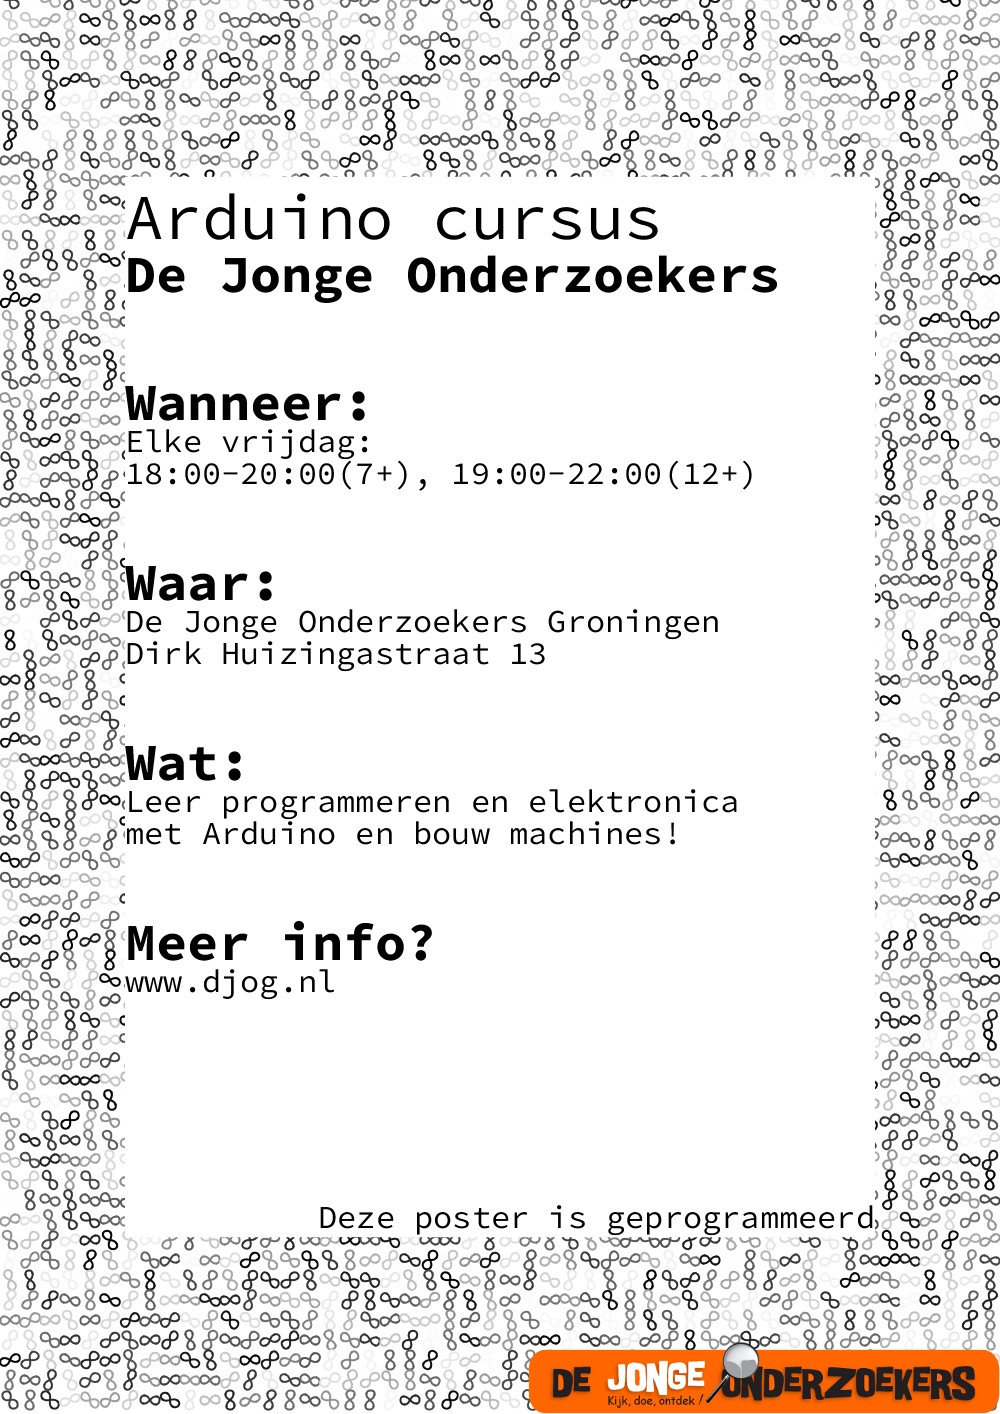 Arduino cursus
De Jonge Onderzoekers
Wanneer:
Elke vrijdag:
18:00-20:00(7+), 19:00-22:00(12+)
Waar:
De Jonge Onderzoekers Groningen
Dirk Huizingastraat 13
Wat:
Leer programmeren en elektronica
met Arduino en bouw machines!
Meer info?
www.djog.nl
Deze poster is geprogrammeerd
DE JONGE ONDERZOEKERS
Kijk, doe, ontdek!